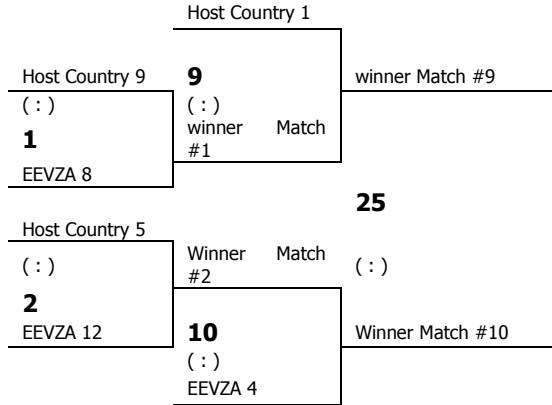 Host Country 1
Host Country 9
9
winner Match #9
( : )
( : )
1
winner Match
#1
EEVZA 8
25
Host Country 5
( : )
Winner Match
#2
( : )
2
EEVZA 12
10
Winner Match #10
( : )
EEVZA 4